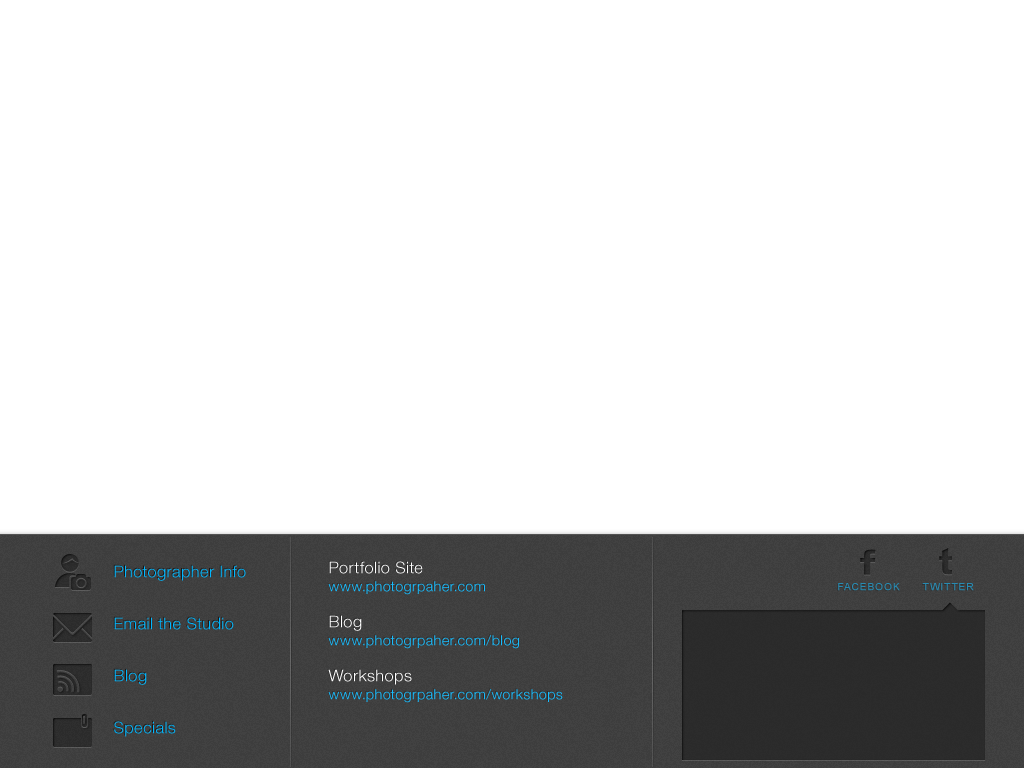 Photographer Info
Email the Studio
Blog
Specials
Portfolio Site
www.photogrpaher.com
Blog
www.photogrpaher.com/blog
Workshops
www.photogrpaher.com/workshops
FACEBOOK
TWITTER